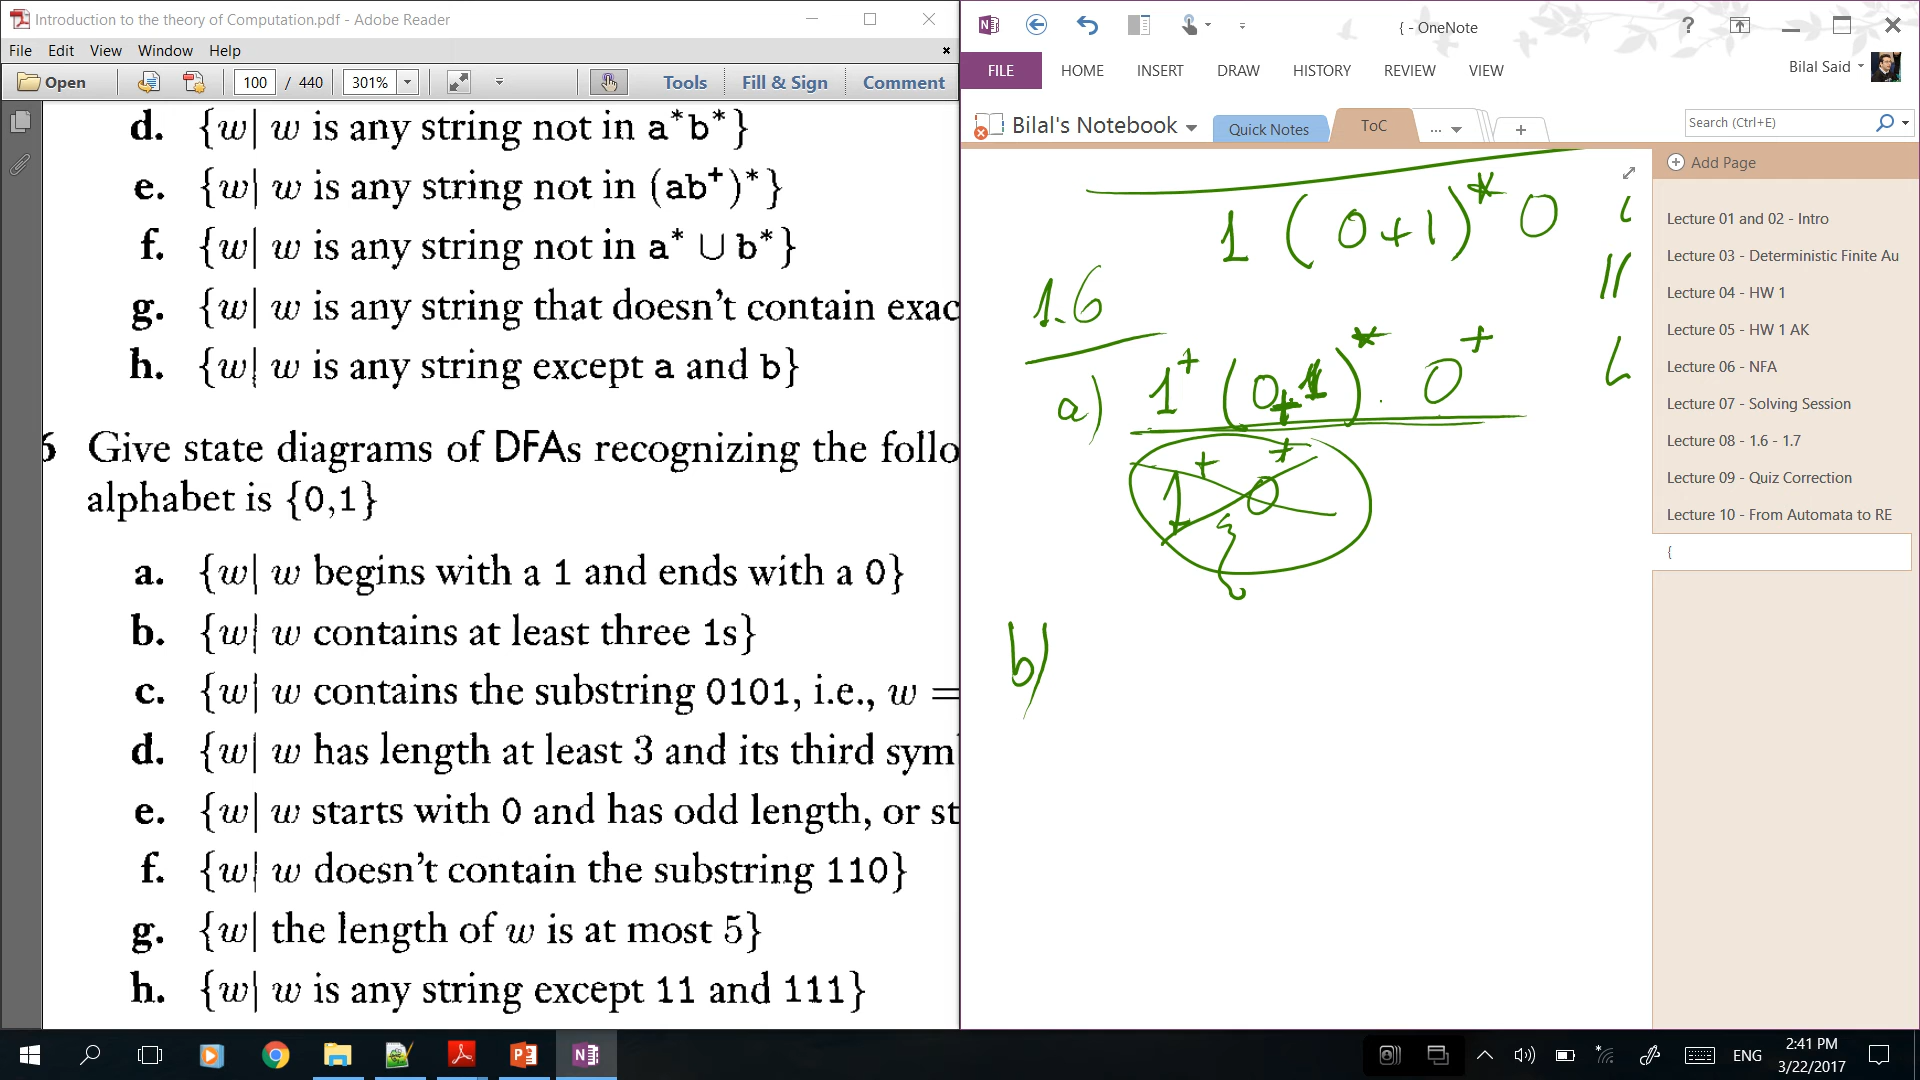 Introduction to the theory of Computation.pdf - Adobe Reader
File Edit View Window Help
Open 100 / 440 301% Tools Fill & Sign Comment
d. {w| w is any string not in a*b*}
e. {w| w is any string not in (ab+)*}
f. {w| w is any string not in a* ∪ b*}
g. {w| w is any string that doesn't contain exac
h. {w| w is any string except a and b}
6 Give state diagrams of DFAs recognizing the follo
alphabet is {0,1}
a. {w| w begins with a 1 and ends with a 0}
b. {w| w contains at least three 1s}
c. {w| w contains the substring 0101, i.e., w =
d. {w| w has length at least 3 and its third sym
e. {w| w starts with 0 and has odd length, or st
f. {w| w doesn't contain the substring 110}
g. {w| the length of w is at most 5}
h. {w| w is any string except 11 and 111}
{ - OneNote
FILE HOME INSERT DRAW HISTORY REVIEW VIEW
Bilal Said
Bilal's Notebook Quick Notes ToC ... +
Search (Ctrl+E)
1 (0+1)* 0
1.6
a) 1+ (0+1)* . 0+
1+ 0+
b)
Add Page
Lecture 01 and 02 - Intro
Lecture 03 - Deterministic Finite Au
Lecture 04 - HW 1
Lecture 05 - HW 1 AK
Lecture 06 - NFA
Lecture 07 - Solving Session
Lecture 08 - 1.6 - 1.7
Lecture 09 - Quiz Correction
Lecture 10 - From Automata to RE
{
ENG
2:41 PM
3/22/2017